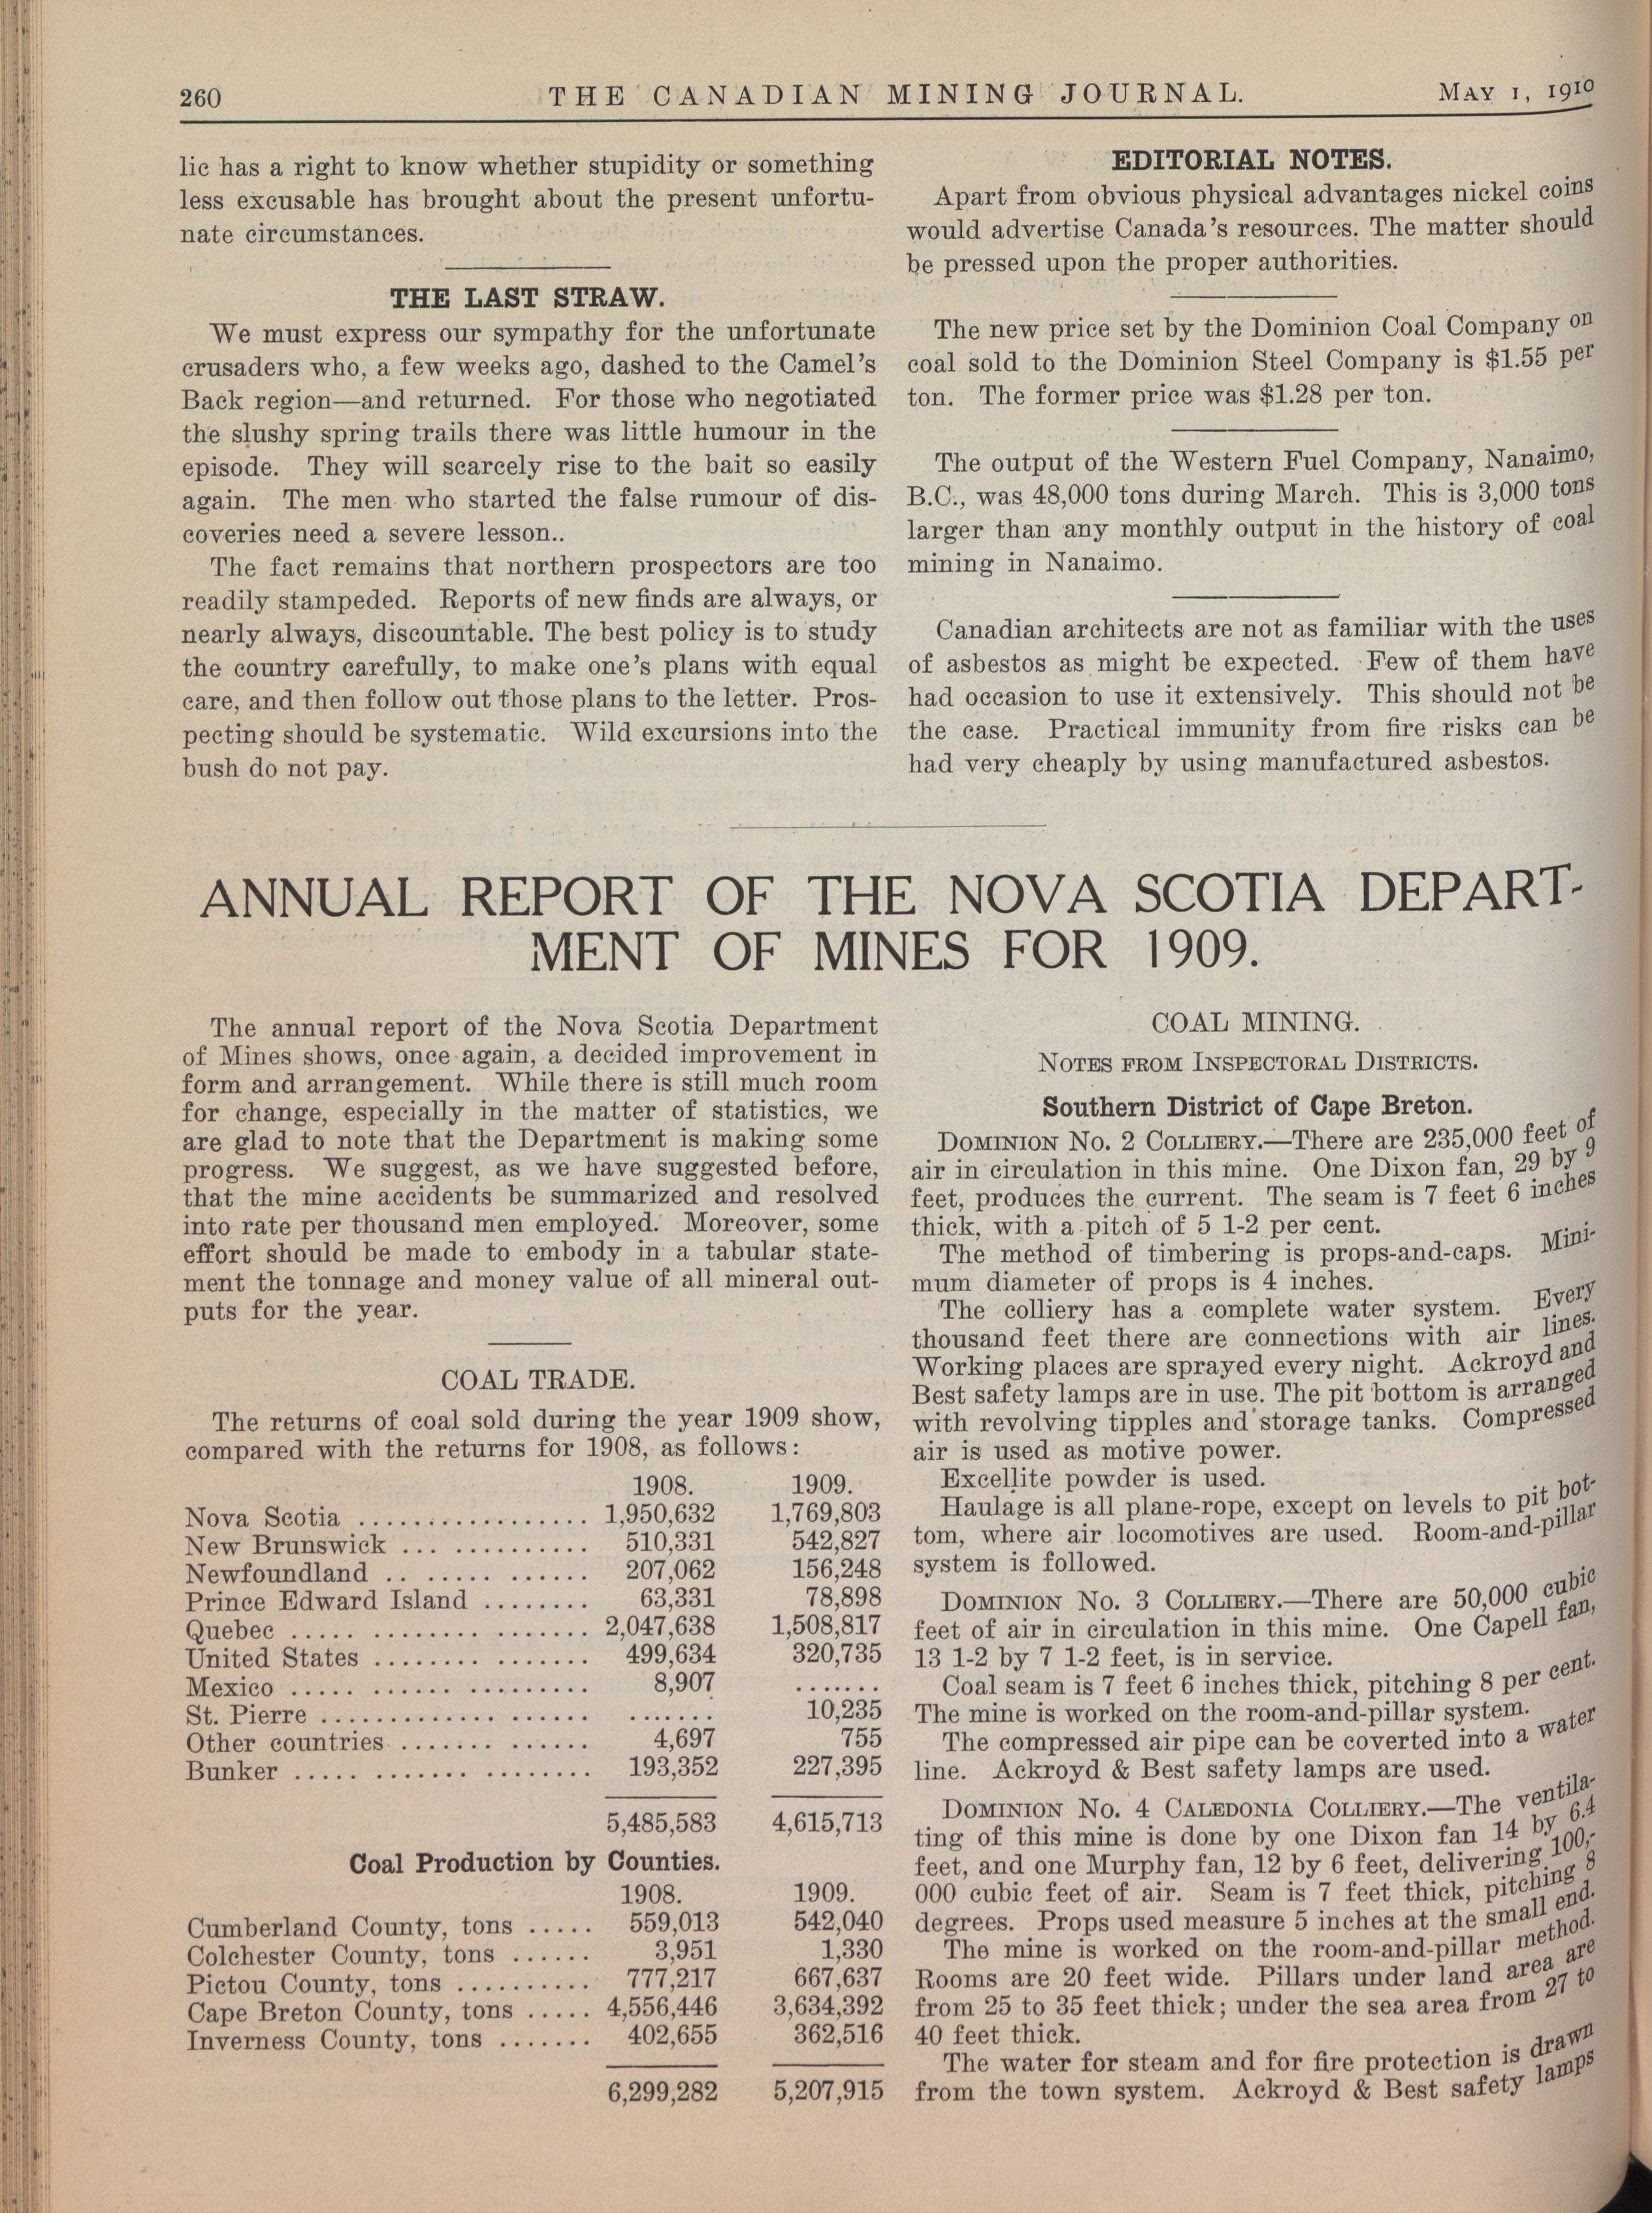 260
THE CANADIAN MINING JOURNAL.
MAY 1, 1910
lic has a right to know whether stupidity or something
less excusable has brought about the present unfortu-
nate circumstances.
THE LAST STRAW.
We must express our sympathy for the unfortunate
crusaders who, a few weeks ago, dashed to the Camel's
Back region—and returned. For those who negotiated
the slushy spring trails there was little humour in the
episode. They will scarcely rise to the bait so easily
again. The men who started the false rumour of dis-
coveries need a severe lesson..
The fact remains that northern prospectors are too
readily stampeded. Reports of new finds are always, or
nearly always, discountable. The best policy is to study
the country carefully, to make one's plans with equal
care, and then follow out those plans to the letter. Pros-
pecting should be systematic. Wild excursions into the
bush do not pay.
EDITORIAL NOTES.
Apart from obvious physical advantages nickel coins
would advertise Canada's resources. The matter should
be pressed upon the proper authorities.
The new price set by the Dominion Coal Company on
coal sold to the Dominion Steel Company is $1.55 per
ton. The former price was $1.28 per ton.
The output of the Western Fuel Company, Nanaimo,
B.C., was 48,000 tons during March. This is 3,000 tons
larger than any monthly output in the history of coal
mining in Nanaimo.
Canadian architects are not as familiar with the uses
of asbestos as might be expected. Few of them have
had occasion to use it extensively. This should not be
the case. Practical immunity from fire risks can be
had very cheaply by using manufactured asbestos.
ANNUAL REPORT OF THE NOVA SCOTIA DEPART-
MENT OF MINES FOR 1909.
The annual report of the Nova Scotia Department
of Mines shows, once again, a decided improvement in
form and arrangement. While there is still much room
for change, especially in the matter of statistics, we
are glad to note that the Department is making some
progress. We suggest, as we have suggested before,
that the mine accidents be summarized and resolved
into rate per thousand men employed. Moreover, some
effort should be made to embody in a tabular state-
ment the tonnage and money value of all mineral out-
puts for the year.
COAL TRADE.
The returns of coal sold during the year 1909 show,
compared with the returns for 1908, as follows:
1908. 1909.
Nova Scotia ................. 1,950,632 1,769,803
New Brunswick ... ........... 510,331 542,827
Newfoundland .. ...... ...... 207,062 156,248
Prince Edward Island ........ 63,331 78,898
Quebec ..... .......... ........ 2,047,638 1,508,817
United States ........ ....... 499,634 320,735
Mexico ..... ...... ......... 8,907 .......
St. Pierre ............. ...... ....... 10,235
Other countries ....... ...... 4,697 755
Bunker ..... ....... ........ 193,352 227,395
5,485,583 4,615,713
Coal Production by Counties.
1908. 1909.
Cumberland County, tons ..... 559,013 542,040
Colchester County, tons ...... 3,951 1,330
Pictou County, tons .......... 777,217 667,637
Cape Breton County, tons ..... 4,556,446 3,634,392
Inverness County, tons ....... 402,655 362,516
6,299,282 5,207,915
COAL MINING.
NOTES FROM INSPECTORAL DISTRICTS.
Southern District of Cape Breton.
DOMINION No. 2 COLLIERY.—There are 235,000 feet of
air in circulation in this mine. One Dixon fan, 29 by 9
feet, produces the current. The seam is 7 feet 6 inches
thick, with a pitch of 5 1-2 per cent.
The method of timbering is props-and-caps. Mini-
mum diameter of props is 4 inches.
The colliery has a complete water system. Every
thousand feet there are connections with air lines.
Working places are sprayed every night. Ackroyd and
Best safety lamps are in use. The pit bottom is arranged
with revolving tipples and storage tanks. Compressed
air is used as motive power.
Excellite powder is used.
Haulage is all plane-rope, except on levels to pit bot-
tom, where air locomotives are used. Room-and-pillar
system is followed.
DOMINION No. 3 COLLIERY.—There are 50,000 cubic
feet of air in circulation in this mine. One Capell fan,
13 1-2 by 7 1-2 feet, is in service.
Coal seam is 7 feet 6 inches thick, pitching 8 per cent.
The mine is worked on the room-and-pillar system.
The compressed air pipe can be coverted into a water
line. Ackroyd & Best safety lamps are used.
DOMINION No. 4 CALEDONIA COLLIERY.—The ventila-
ting of this mine is done by one Dixon fan 14 by 6.4
feet, and one Murphy fan, 12 by 6 feet, delivering 100,-
000 cubic feet of air. Seam is 7 feet thick, pitching 8
degrees. Props used measure 5 inches at the small end.
The mine is worked on the room-and-pillar method.
Rooms are 20 feet wide. Pillars under land area are
from 25 to 35 feet thick; under the sea area from 27 to
40 feet thick.
The water for steam and for fire protection is drawn
from the town system. Ackroyd & Best safety lamps